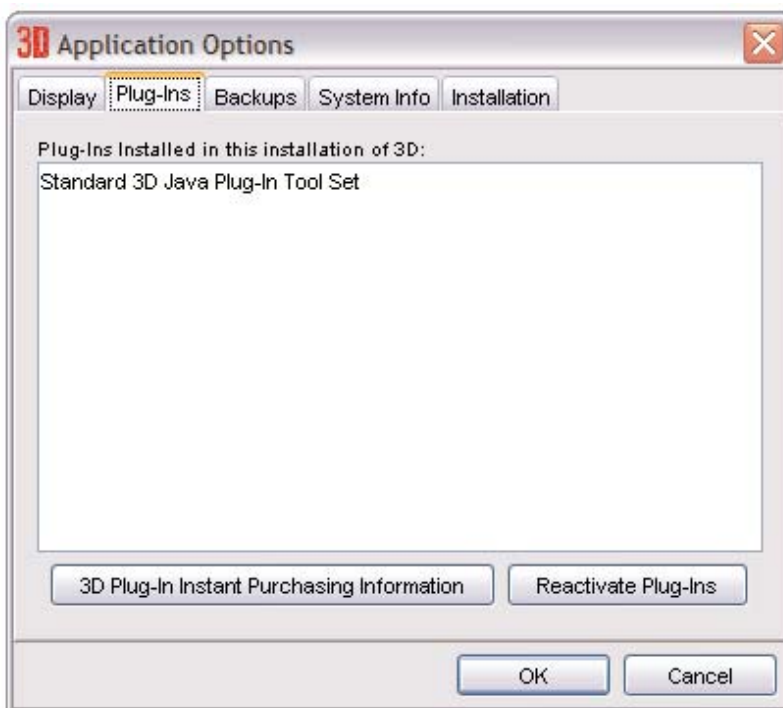 3D Application Options
Display Plug-Ins Backups System Info Installation
Plug-Ins Installed in this installation of 3D:
Standard 3D Java Plug-In Tool Set
3D Plug-In Instant Purchasing Information Reactivate Plug-Ins
OK Cancel